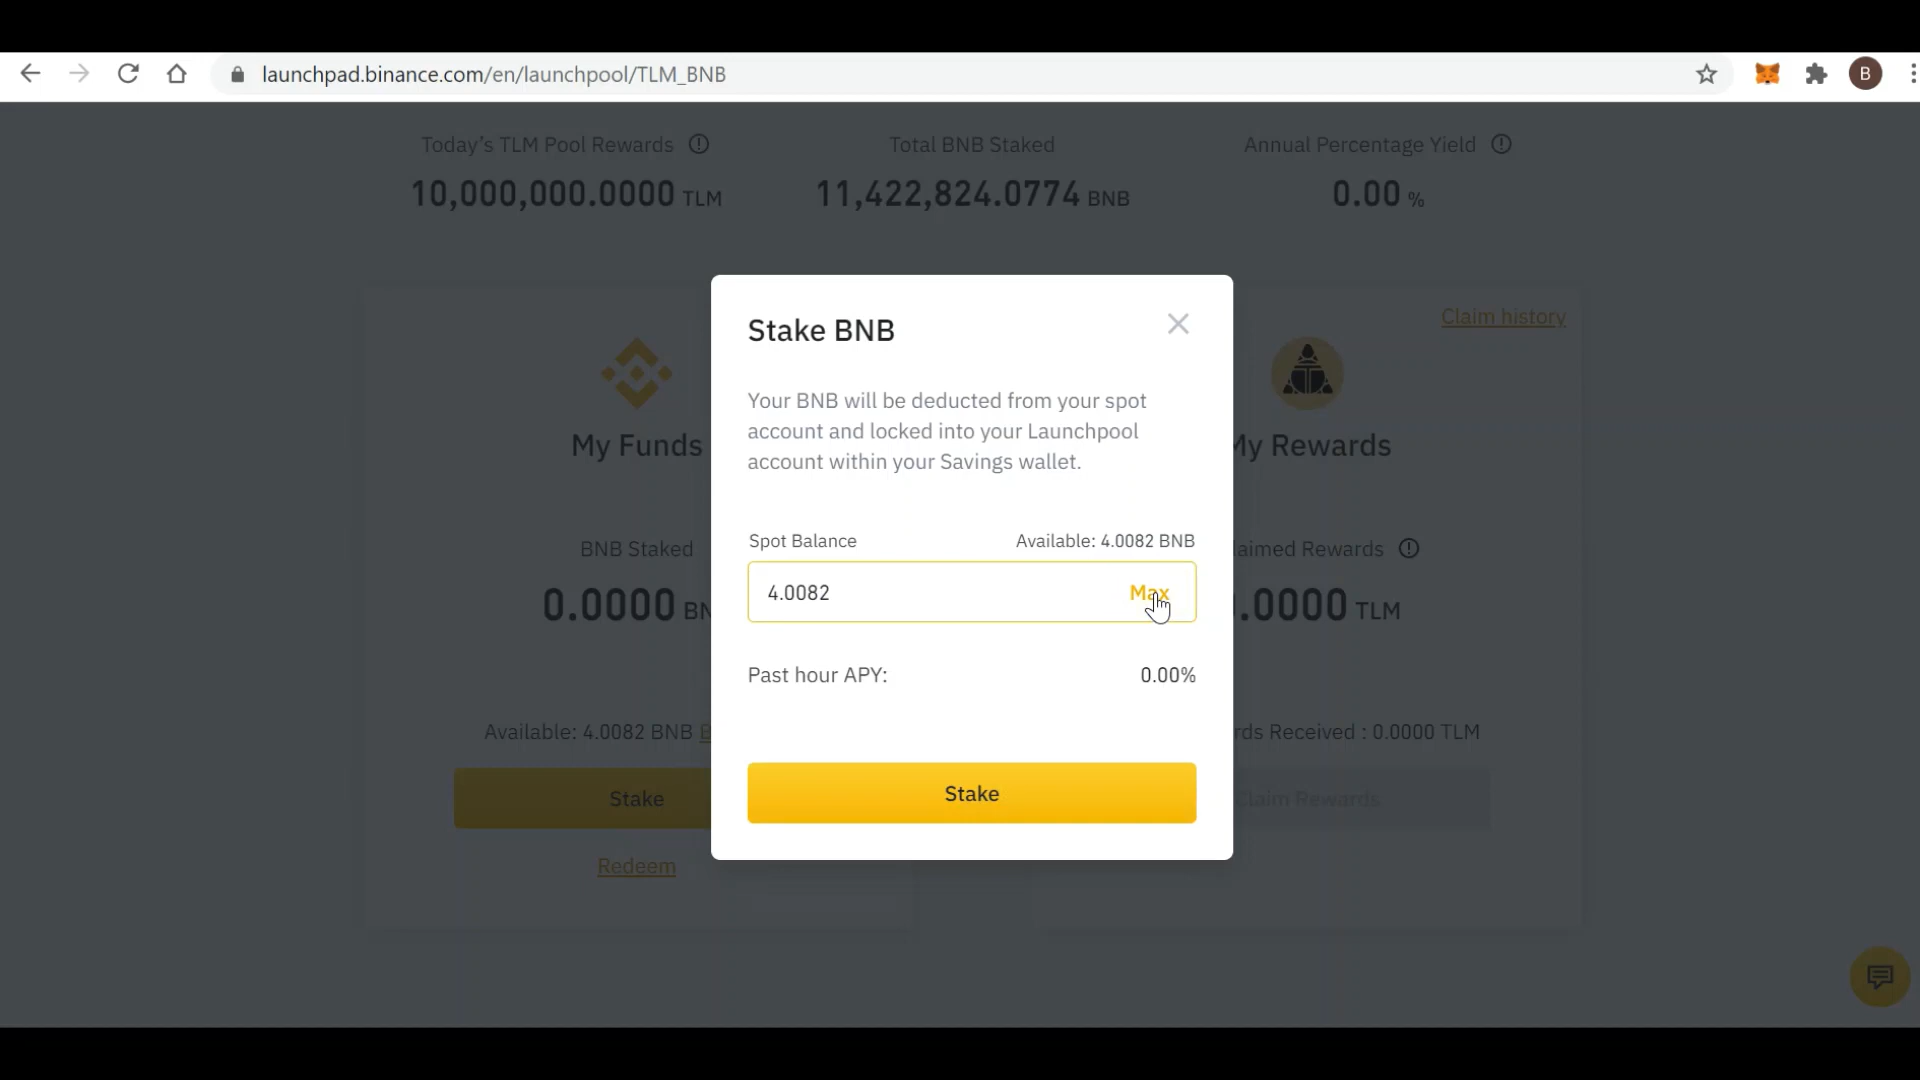 launchpad.binance.com/en/launchpool/TLM_BNB
B
Today's TLM Pool Rewards
Total BNB Staked
Annual Percentage Yield
10,000,000.0000 TLM
11,422,824.0774 BNB
0.00 %
Claim history
Stake BNB
Your BNB will be deducted from your spot
account and locked into your Launchpool
account within your Savings wallet.
My Funds
My Rewards
Spot Balance
Available: 4.0082 BNB
4.0082
Max
BNB Staked
laimed Rewards
0.0000 BN
.0000 TLM
Past hour APY:
0.00%
Available: 4.0082 BNB
rds Received : 0.0000 TLM
Stake
Stake
Claim Rewards
Redeem